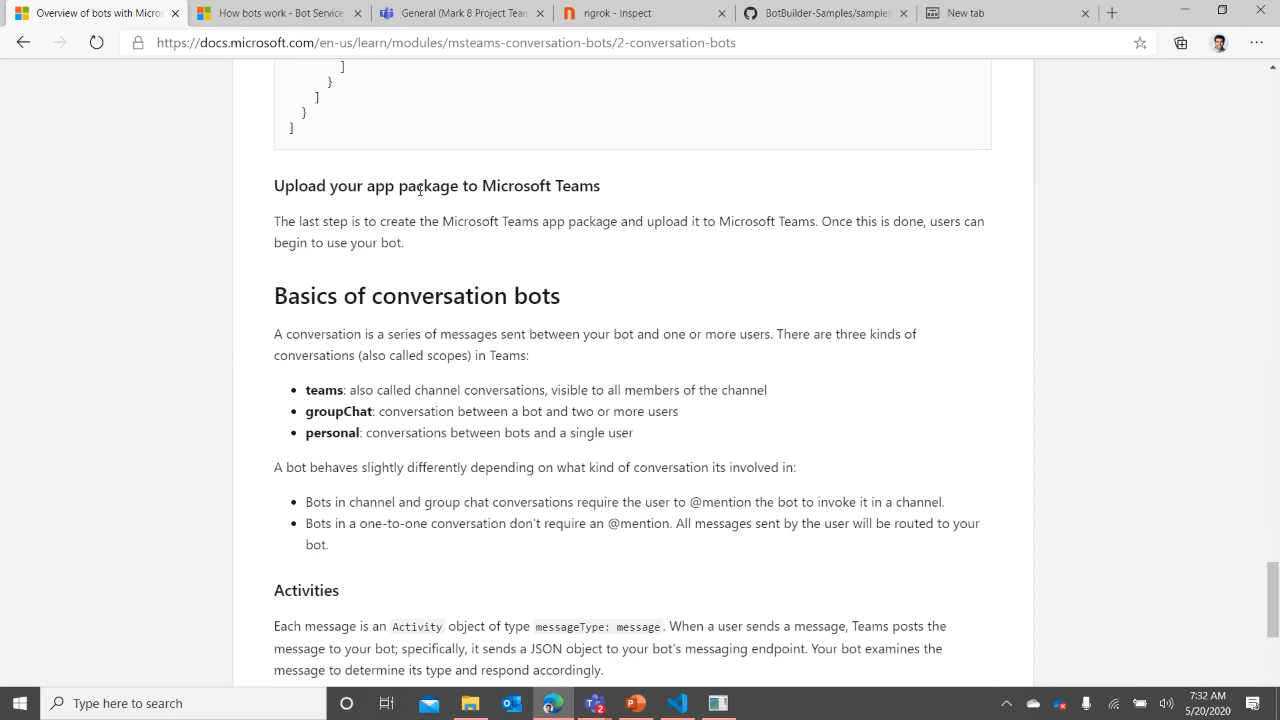 Overview of bots with Micros
How bots work - Bot Service
General (Mark 8 Project Team
ngrok - Inspect
BotBuilder-Samples/samples
New tab
https://docs.microsoft.com/en-us/learn/modules/msteams-conversation-bots/2-conversation-bots
]
}
]
}
]
Upload your app package to Microsoft Teams
The last step is to create the Microsoft Teams app package and upload it to Microsoft Teams. Once this is done, users can
begin to use your bot.
Basics of conversation bots
A conversation is a series of messages sent between your bot and one or more users. There are three kinds of
conversations (also called scopes) in Teams:
• teams: also called channel conversations, visible to all members of the channel
• groupChat: conversation between a bot and two or more users
• personal: conversations between bots and a single user
A bot behaves slightly differently depending on what kind of conversation its involved in:
• Bots in channel and group chat conversations require the user to @mention the bot to invoke it in a channel.
• Bots in a one-to-one conversation don't require an @mention. All messages sent by the user will be routed to your
bot.
Activities
Each message is an Activity object of type messageType: message. When a user sends a message, Teams posts the
message to your bot; specifically, it sends a JSON object to your bot's messaging endpoint. Your bot examines the
message to determine its type and respond accordingly.
Type here to search
7:32 AM
5/20/2020